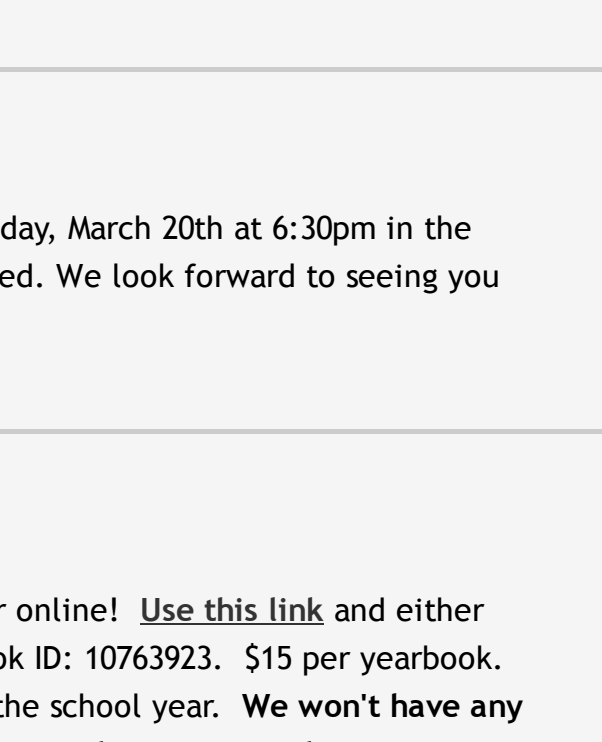 day, March 20th at 6:30pm in the
ed. We look forward to seeing you
r online! Use this link and either
ok ID: 10763923. $15 per yearbook.
the school year. We won't have any